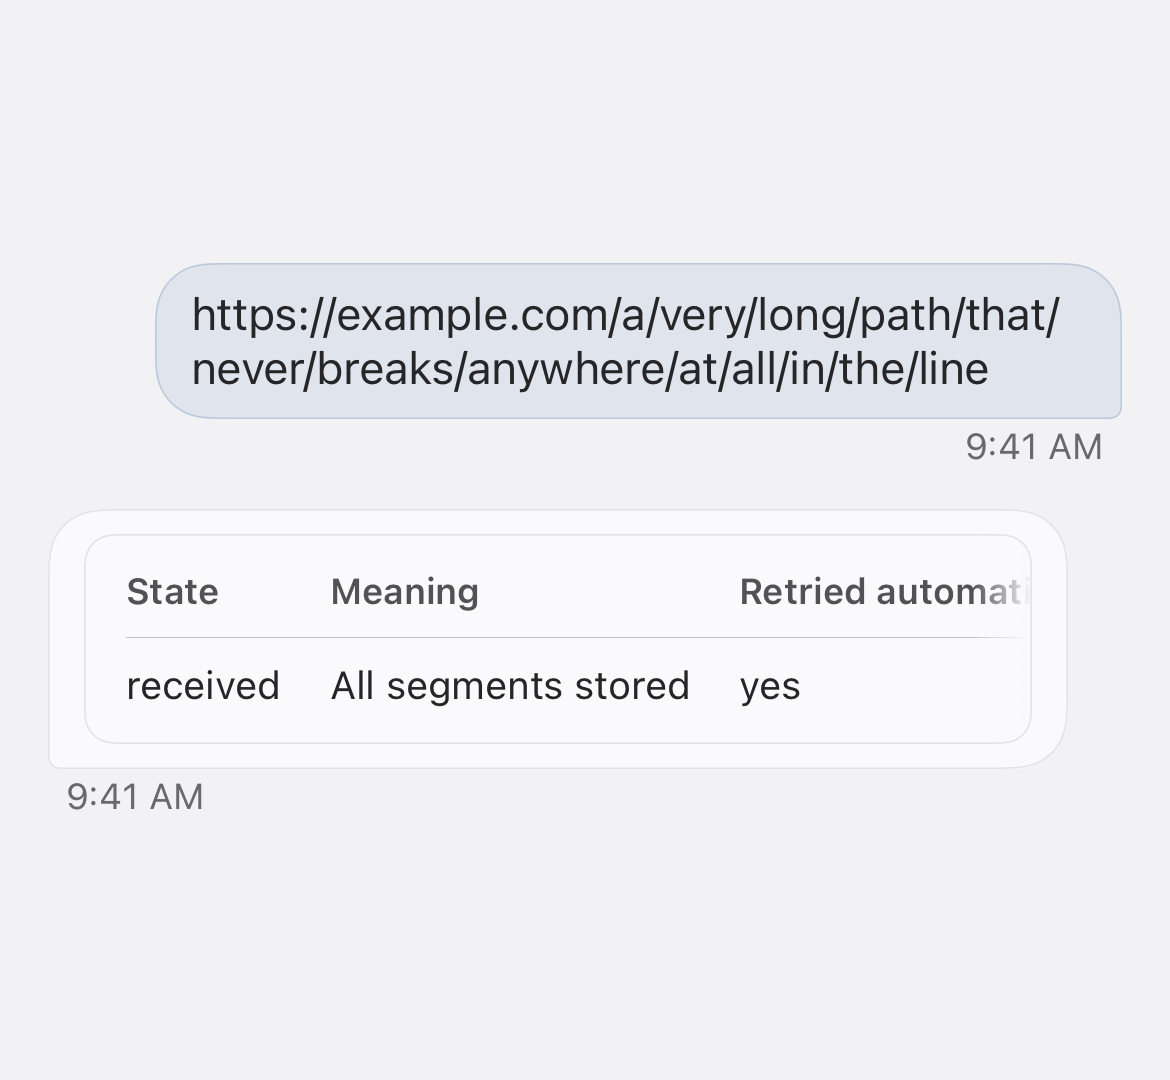 https://example.com/a/very/long/path/that/
never/breaks/anywhere/at/all/in/the/line
9:41 AM
State Meaning Retried
received All segments stored yes
9:41 AM